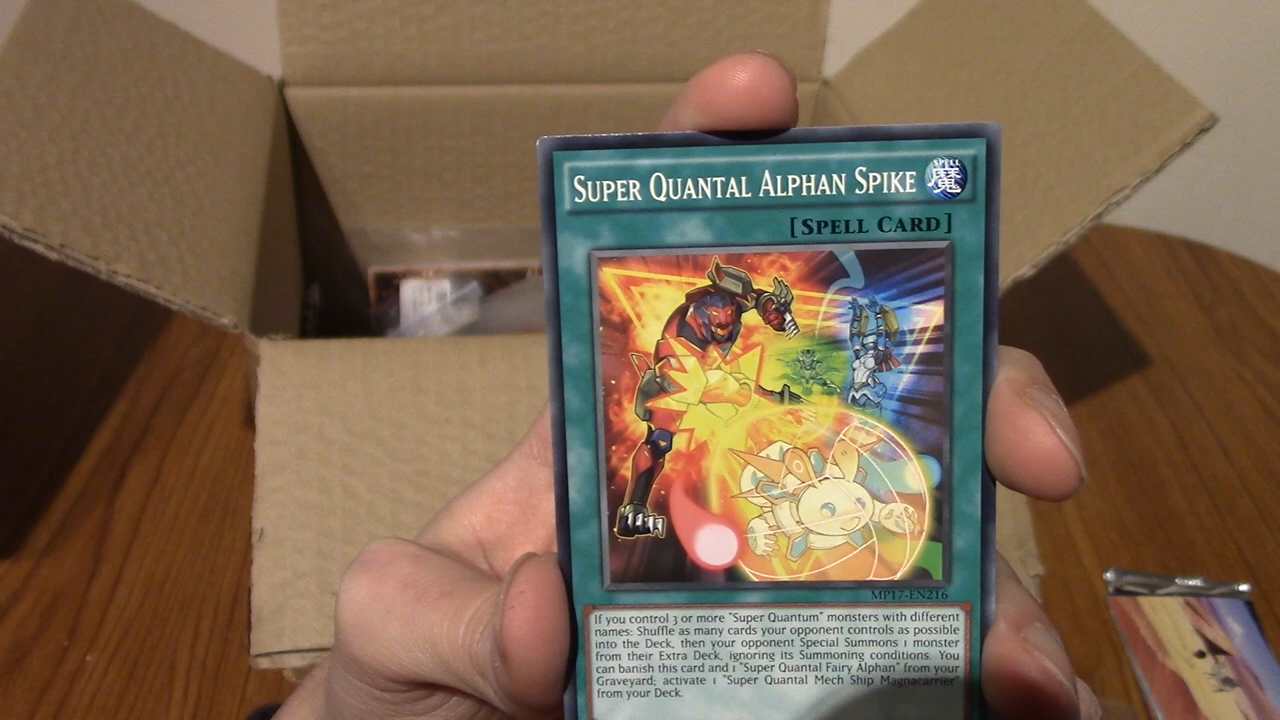 SUPER QUANTAL ALPHAN SPIKE
SPELL
魔
[SPELL CARD]
MP17-EN216
If you control 3 or more "Super Quantum" monsters with different
names: Shuffle as many cards your opponent controls as possible
into the Deck, then your opponent Special Summons 1 monster
from their Extra Deck, ignoring its Summoning conditions. You
can banish this card and 1 "Super Quantal Fairy Alphan" from your
Graveyard; activate 1 "Super Quantal Mech Ship Magnacarrier"
from your Deck.